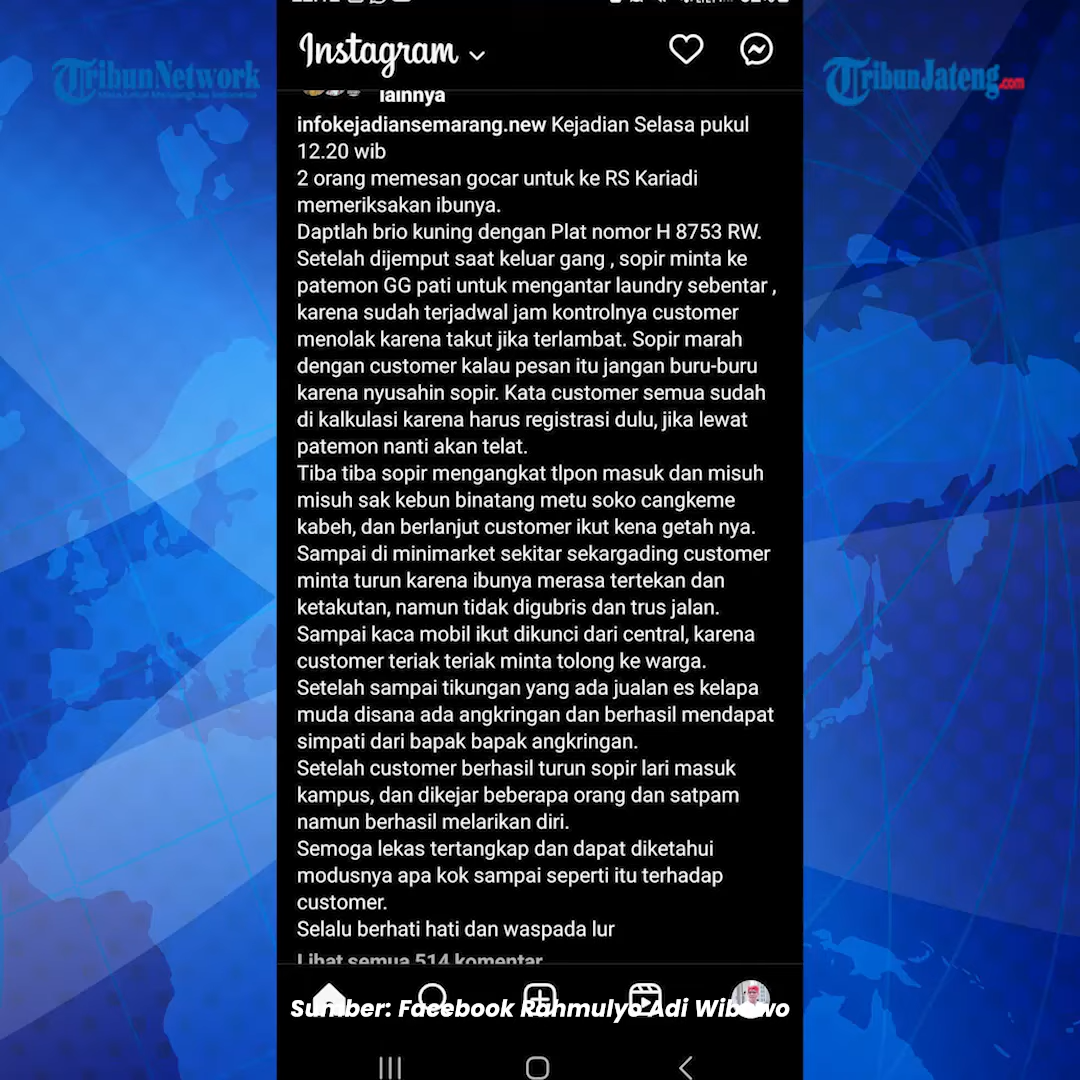 Instagram
TribunNetwork
TribunJateng.com
lainnya
infokejadiansemarang.new Kejadian Selasa pukul
12.20 wib
2 orang memesan gocar untuk ke RS Kariadi
memeriksakan ibunya.
Daptlah brio kuning dengan Plat nomor H 8753 RW.
Setelah dijemput saat keluar gang , sopir minta ke
patemon GG pati untuk mengantar laundry sebentar ,
karena sudah terjadwal jam kontrolnya customer
menolak karena takut jika terlambat. Sopir marah
dengan customer kalau pesan itu jangan buru-buru
karena nyusahin sopir. Kata customer semua sudah
di kalkulasi karena harus registrasi dulu, jika lewat
patemon nanti akan telat.
Tiba tiba sopir mengangkat tlpon masuk dan misuh
misuh sak kebun binatang metu soko cangkeme
kabeh, dan berlanjut customer ikut kena getah nya.
Sampai di minimarket sekitar sekargading customer
minta turun karena ibunya merasa tertekan dan
ketakutan, namun tidak digubris dan trus jalan.
Sampai kaca mobil ikut dikunci dari central, karena
customer teriak teriak minta tolong ke warga.
Setelah sampai tikungan yang ada jualan es kelapa
muda disana ada angkringan dan berhasil mendapat
simpati dari bapak bapak angkringan.
Setelah customer berhasil turun sopir lari masuk
kampus, dan dikejar beberapa orang dan satpam
namun berhasil melarikan diri.
Semoga lekas tertangkap dan dapat diketahui
modusnya apa kok sampai seperti itu terhadap
customer.
Selalu berhati hati dan waspada lur
Lihat semua 514 komentar
Sumber: Facebook Rahmulyo Adi Wibowo